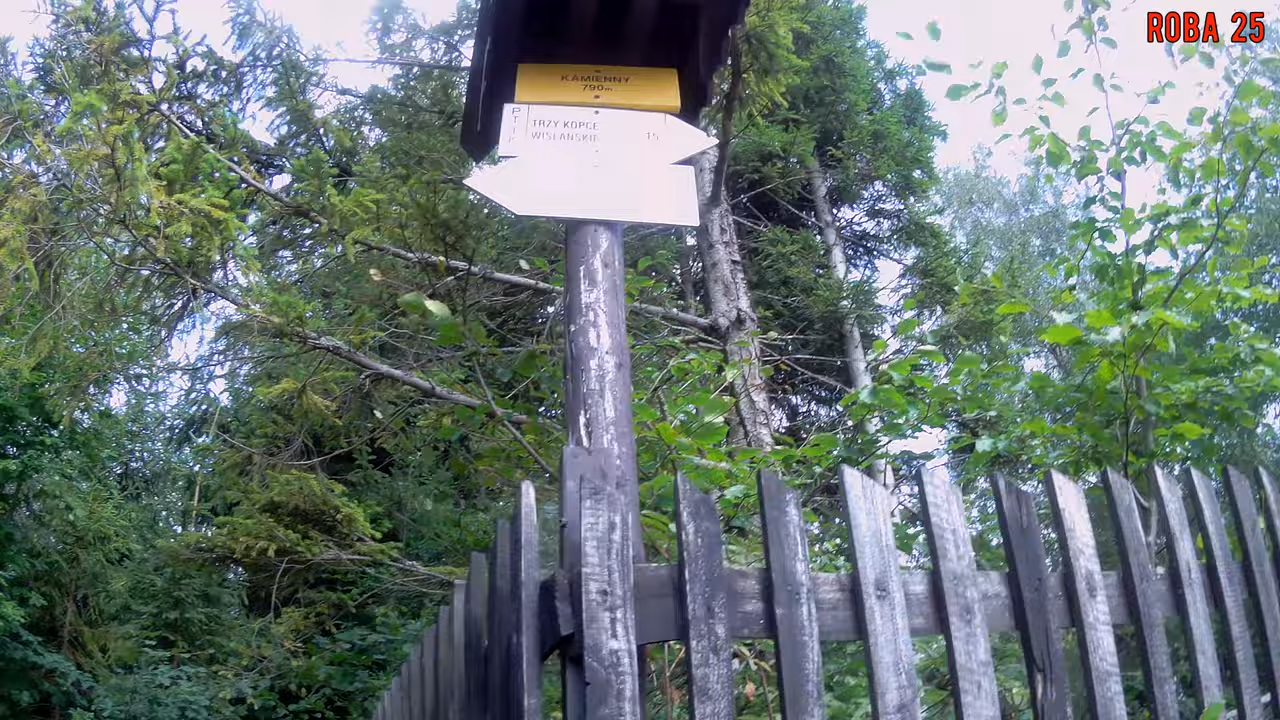 ROBA 25
KAMIENNY
790m
TRZY KOPCE 15
WIŚLAŃSKIE